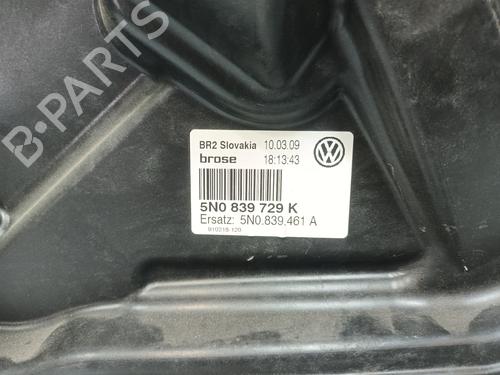 B-PARTS
BR2 Slovakia 10.03.09
brose 18:13:43
5N0 839 729 K
Ersatz: 5N0.839.461 A
910218-120